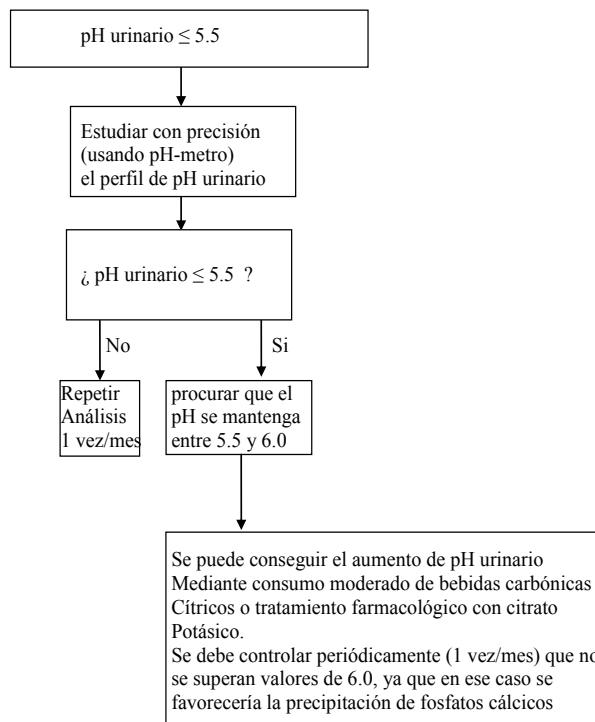 pH urinario ≤ 5.5
Estudiar con precisión
(usando pH-metro)
el perfil de pH urinario
¿ pH urinario ≤ 5.5 ?
No
Si
Repetir
Análisis
1 vez/mes
procurar que el
pH se mantenga
entre 5.5 y 6.0
Se puede conseguir el aumento de pH urinario
Mediante consumo moderado de bebidas carbónicas
Cítricos o tratamiento farmacológico con citrato
Potásico.
Se debe controlar periódicamente (1 vez/mes) que no
se superan valores de 6.0, ya que en ese caso se
favorecería la precipitación de fosfatos cálcicos